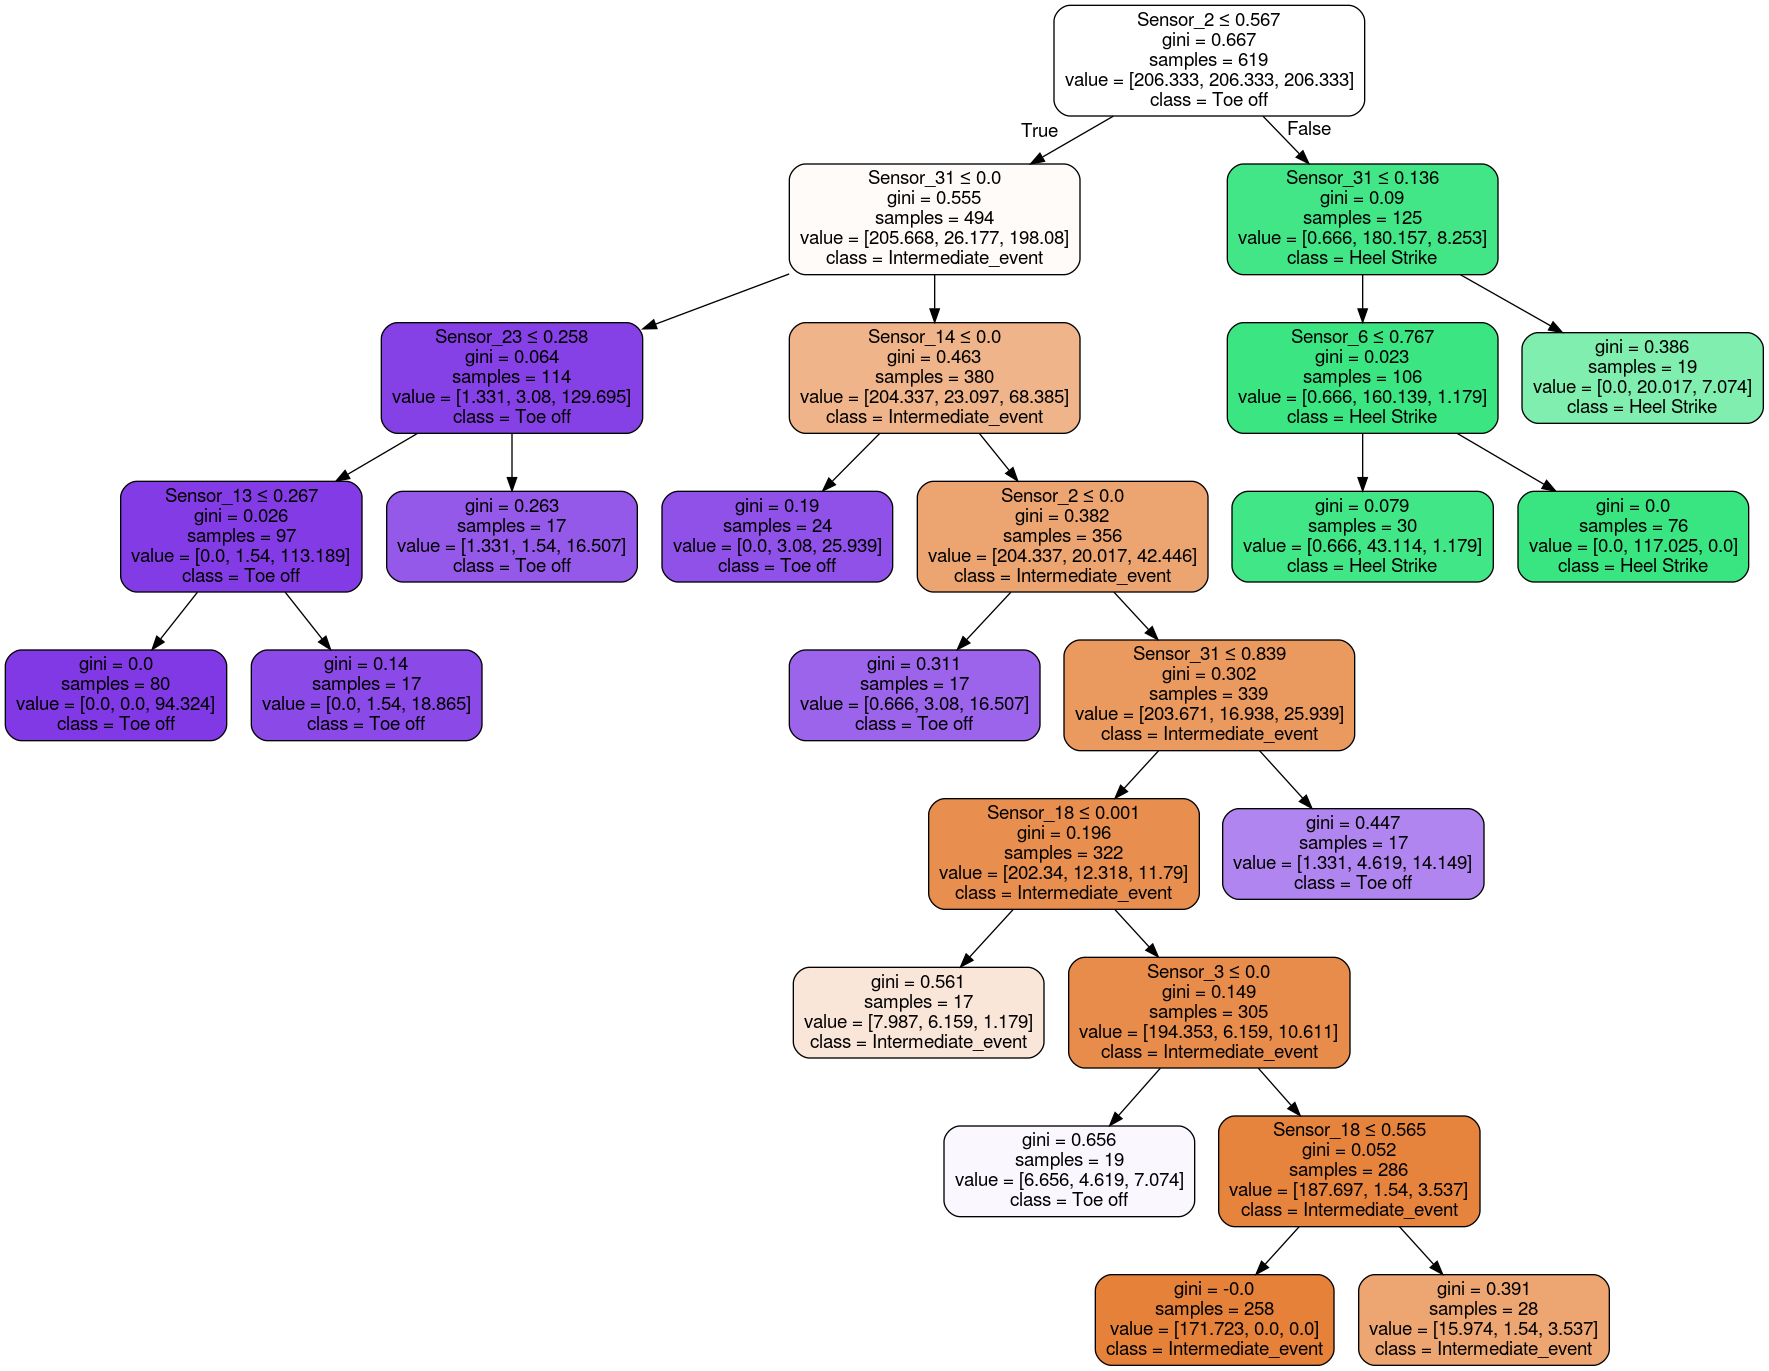 Sensor_2 ≤ 0.567
gini = 0.667
samples = 619
value = [206.333, 206.333, 206.333]
class = Toe off
True
False
Sensor_31 ≤ 0.0
gini = 0.555
samples = 494
value = [205.668, 26.177, 198.08]
class = Intermediate_event
Sensor_31 ≤ 0.136
gini = 0.09
samples = 125
value = [0.666, 180.157, 8.253]
class = Heel Strike
Sensor_23 ≤ 0.258
gini = 0.064
samples = 114
value = [1.331, 3.08, 129.695]
class = Toe off
Sensor_14 ≤ 0.0
gini = 0.463
samples = 380
value = [204.337, 23.097, 68.385]
class = Intermediate_event
Sensor_6 ≤ 0.767
gini = 0.023
samples = 106
value = [0.666, 160.139, 1.179]
class = Heel Strike
gini = 0.386
samples = 19
value = [0.0, 20.017, 7.074]
class = Heel Strike
Sensor_13 ≤ 0.267
gini = 0.026
samples = 97
value = [0.0, 1.54, 113.189]
class = Toe off
gini = 0.263
samples = 17
value = [1.331, 1.54, 16.507]
class = Toe off
gini = 0.19
samples = 24
value = [0.0, 3.08, 25.939]
class = Toe off
Sensor_2 ≤ 0.0
gini = 0.382
samples = 356
value = [204.337, 20.017, 42.446]
class = Intermediate_event
gini = 0.079
samples = 30
value = [0.666, 43.114, 1.179]
class = Heel Strike
gini = 0.0
samples = 76
value = [0.0, 117.025, 0.0]
class = Heel Strike
gini = 0.0
samples = 80
value = [0.0, 0.0, 94.324]
class = Toe off
gini = 0.14
samples = 17
value = [0.0, 1.54, 18.865]
class = Toe off
gini = 0.311
samples = 17
value = [0.666, 3.08, 16.507]
class = Toe off
Sensor_31 ≤ 0.839
gini = 0.302
samples = 339
value = [203.671, 16.938, 25.939]
class = Intermediate_event
Sensor_18 ≤ 0.001
gini = 0.196
samples = 322
value = [202.34, 12.318, 11.79]
class = Intermediate_event
gini = 0.447
samples = 17
value = [1.331, 4.619, 14.149]
class = Toe off
gini = 0.561
samples = 17
value = [7.987, 6.159, 1.179]
class = Intermediate_event
Sensor_3 ≤ 0.0
gini = 0.149
samples = 305
value = [194.353, 6.159, 10.611]
class = Intermediate_event
gini = 0.656
samples = 19
value = [6.656, 4.619, 7.074]
class = Toe off
Sensor_18 ≤ 0.565
gini = 0.052
samples = 286
value = [187.697, 1.54, 3.537]
class = Intermediate_event
gini = -0.0
samples = 258
value = [171.723, 0.0, 0.0]
class = Intermediate_event
gini = 0.391
samples = 28
value = [15.974, 1.54, 3.537]
class = Intermediate_event